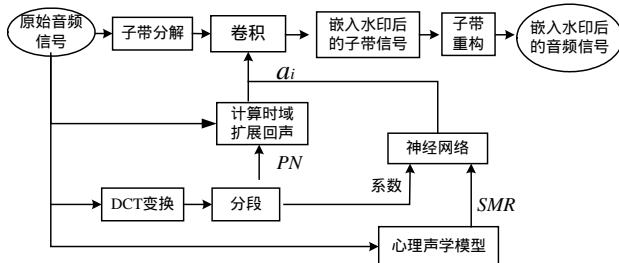 原始音频
信号
子带分解
卷积
嵌入水印后
的子带信号
子带
重构
嵌入水印后
的音频信号
a_i
计算时域
扩展回声
神经网络
PN
系数
DCT变换
分段
SMR
心理声学模型